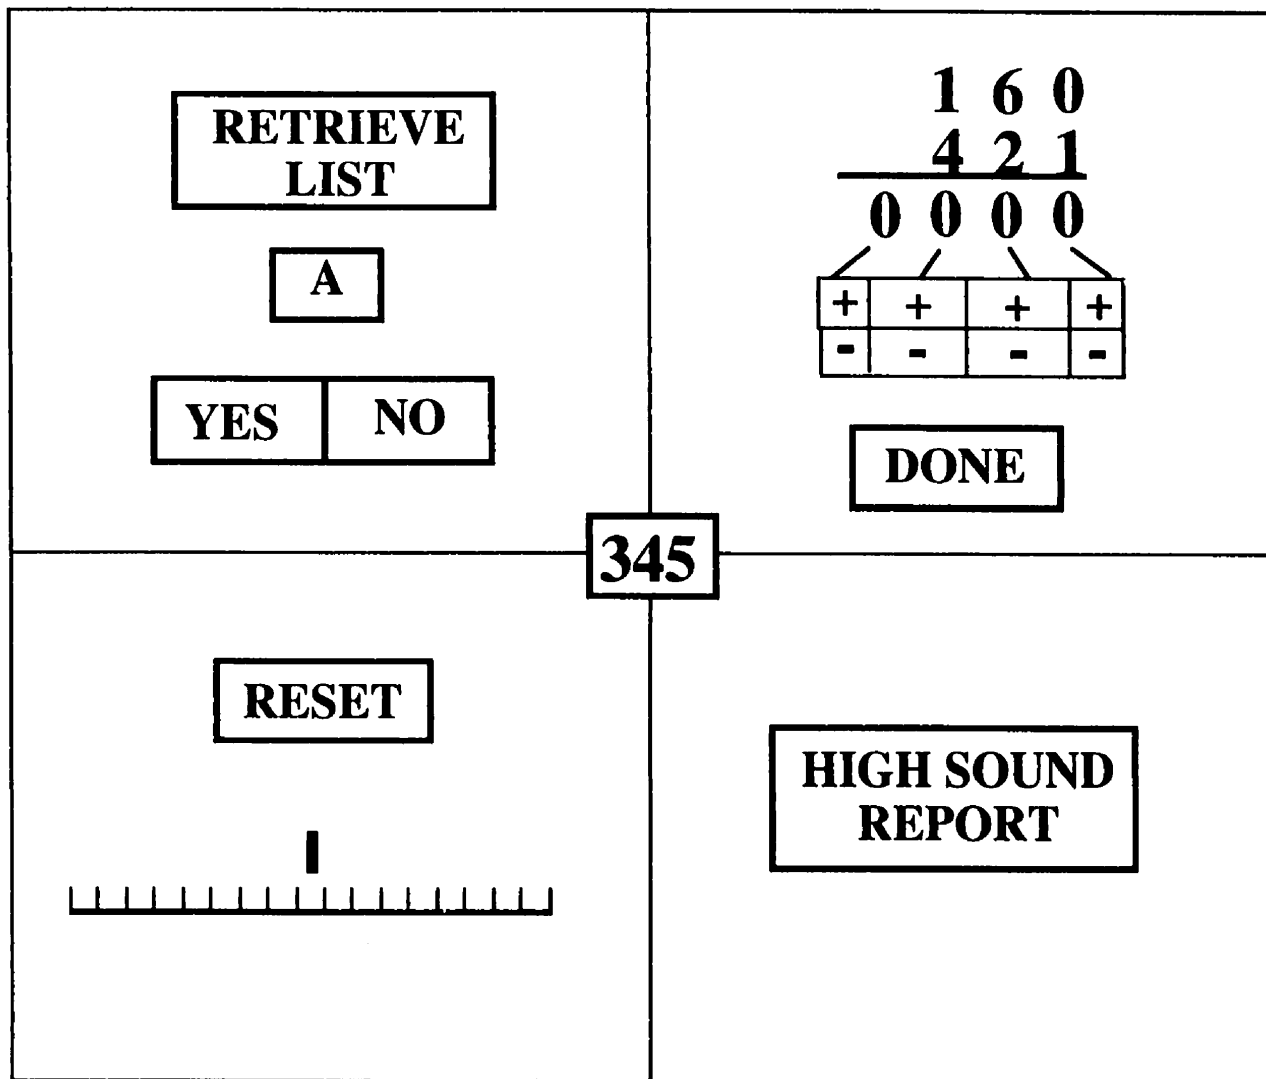 RETRIEVE
LIST
A
YES NO
1 6 0
4 2 1
0 0 0 0
+ + + +
- - - -
DONE
345
RESET
HIGH SOUND
REPORT